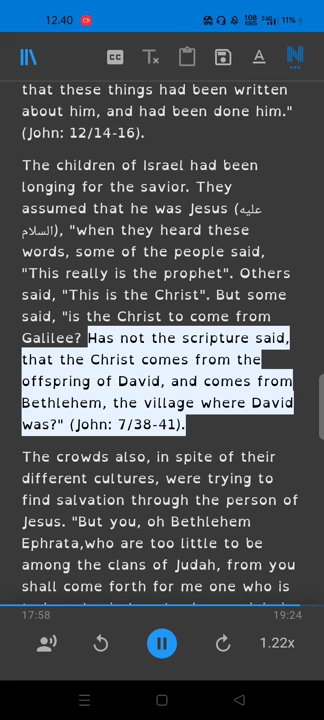 12.40
108
KB/s
11%
CC
that these things had been written
about him, and had been done him."
(John: 12/14-16).
The children of Israel had been
longing for the savior. They
assumed that he was Jesus (عليه
السلام), "when they heard these
words, some of the people said,
"This really is the prophet". Others
said, "This is the Christ". But some
said, "is the Christ to come from
Galilee? Has not the scripture said,
that the Christ comes from the
offspring of David, and comes from
Bethlehem, the village where David
was?" (John: 7/38-41).
The crowds also, in spite of their
different cultures, were trying to
find salvation through the person of
Jesus. "But you, oh Bethlehem
Ephrata,who are too little to be
among the clans of Judah, from you
shall come forth for me one who is
17:58
19:24
1.22x